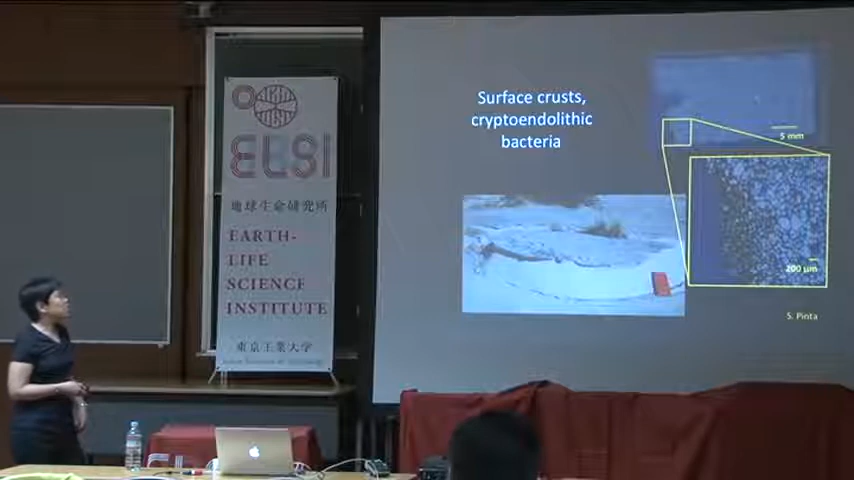 ELSI
地球生命研究所
EARTH-
LIFE
SCIENCE
INSTITUTE
東京工業大学
Surface crusts,
cryptoendolithic
bacteria
5 mm
200 µm
S. Pinta